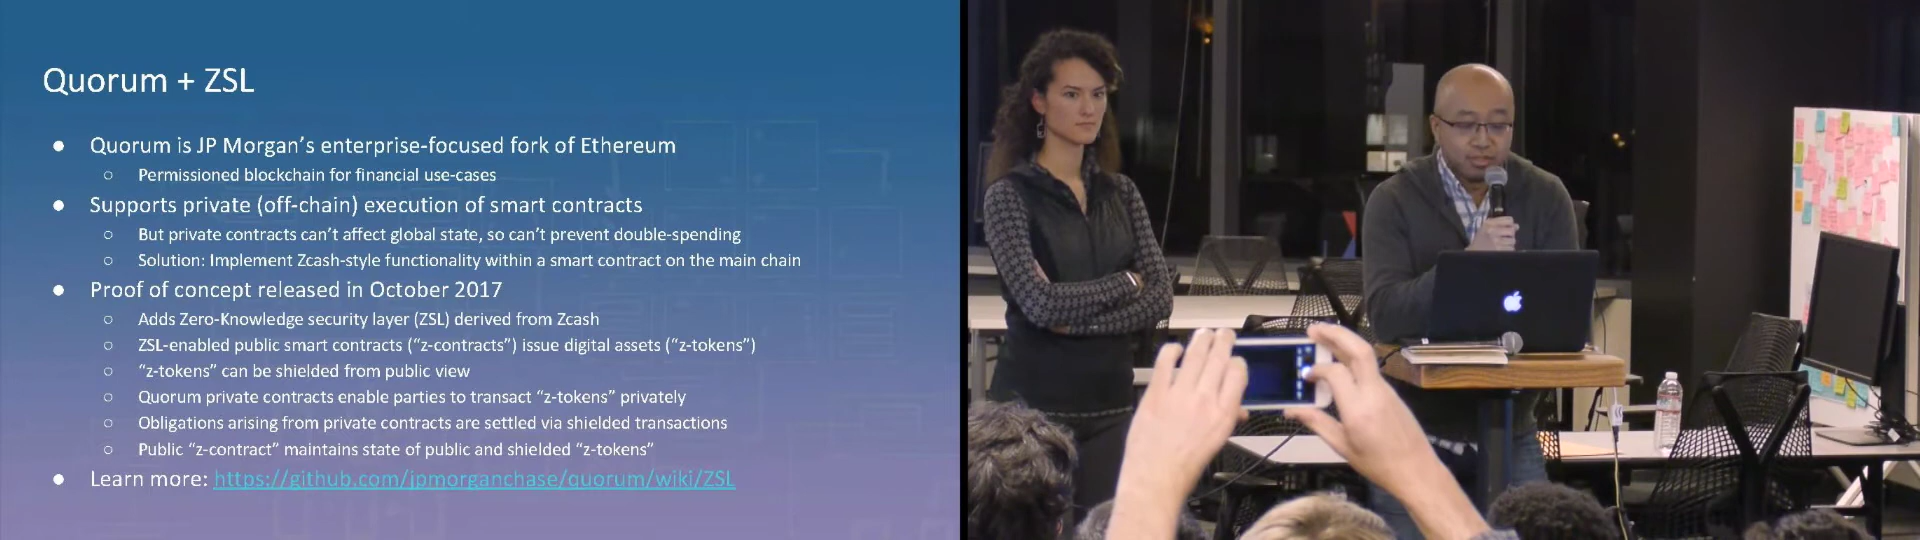 Quorum + ZSL
● Quorum is JP Morgan's enterprise-focused fork of Ethereum
○ Permissioned blockchain for financial use-cases
● Supports private (off-chain) execution of smart contracts
○ But private contracts can't affect global state, so can't prevent double-spending
○ Solution: Implement Zcash-style functionality within a smart contract on the main chain
● Proof of concept released in October 2017
○ Adds Zero-Knowledge security layer (ZSL) derived from Zcash
○ ZSL-enabled public smart contracts (“z-contracts”) issue digital assets (“z-tokens”)
○ “z-tokens” can be shielded from public view
○ Quorum private contracts enable parties to transact “z-tokens” privately
○ Obligations arising from private contracts are settled via shielded transactions
○ Public “z-contract” maintains state of public and shielded “z-tokens”
● Learn more: https://github.com/jpmorganchase/quorum/wiki/ZSL